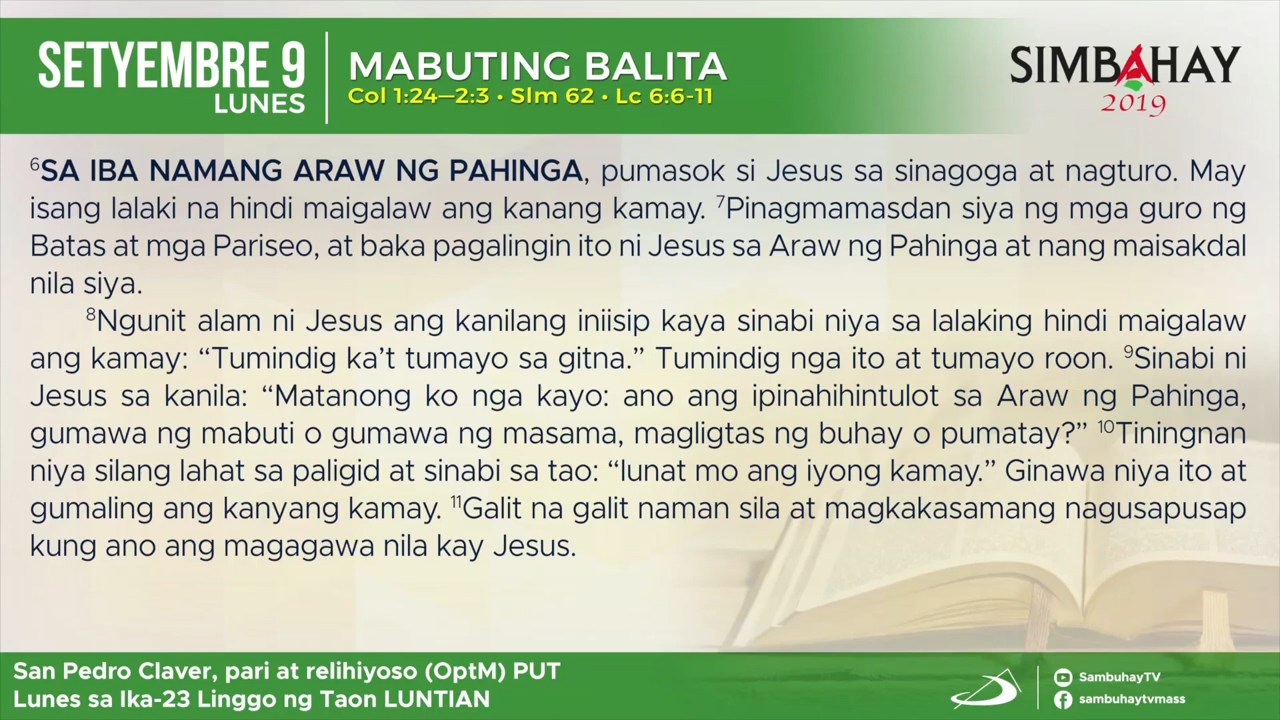 SETYEMBRE 9
LUNES
MABUTING BALITA
Col 1:24—2:3 • Slm 62 • Lc 6:6-11
SIMBAHAY
2019
⁶SA IBA NAMANG ARAW NG PAHINGA, pumasok si Jesus sa sinagoga at nagturo. May
isang lalaki na hindi maigalaw ang kanang kamay. ⁷Pinagmamasdan siya ng mga guro ng
Batas at mga Pariseo, at baka pagalingin ito ni Jesus sa Araw ng Pahinga at nang maisakdal
nila siya.
⁸Ngunit alam ni Jesus ang kanilang iniisip kaya sinabi niya sa lalaking hindi maigalaw
ang kamay: “Tumindig ka’t tumayo sa gitna.” Tumindig nga ito at tumayo roon. ⁹Sinabi ni
Jesus sa kanila: “Matanong ko nga kayo: ano ang ipinahihintulot sa Araw ng Pahinga,
gumawa ng mabuti o gumawa ng masama, magligtas ng buhay o pumatay?” ¹⁰Tiningnan
niya silang lahat sa paligid at sinabi sa tao: “Iunat mo ang iyong kamay.” Ginawa niya ito at
gumaling ang kanyang kamay. ¹¹Galit na galit naman sila at magkakasamang nagusapusap
kung ano ang magagawa nila kay Jesus.
San Pedro Claver, pari at relihiyoso (OptM) PUT
Lunes sa Ika-23 Linggo ng Taon LUNTIAN
SambuhayTV
sambuhaytvmass